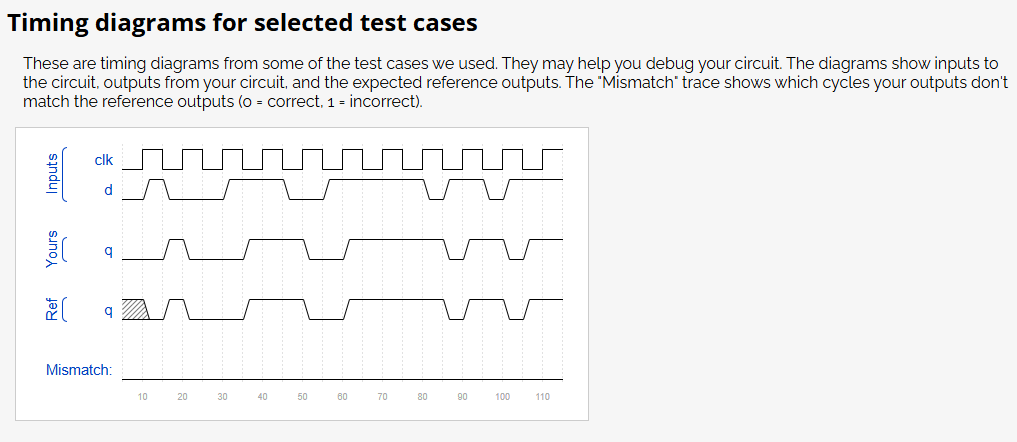 Timing diagrams for selected test cases
These are timing diagrams from some of the test cases we used. They may help you debug your circuit. The diagrams show inputs to
the circuit, outputs from your circuit, and the expected reference outputs. The "Mismatch" trace shows which cycles your outputs don't
match the reference outputs (0 = correct, 1 = incorrect).
Inputs
clk
d
Yours
q
Ref
q
Mismatch:
10 20 30 40 50 60 70 80 90 100 110